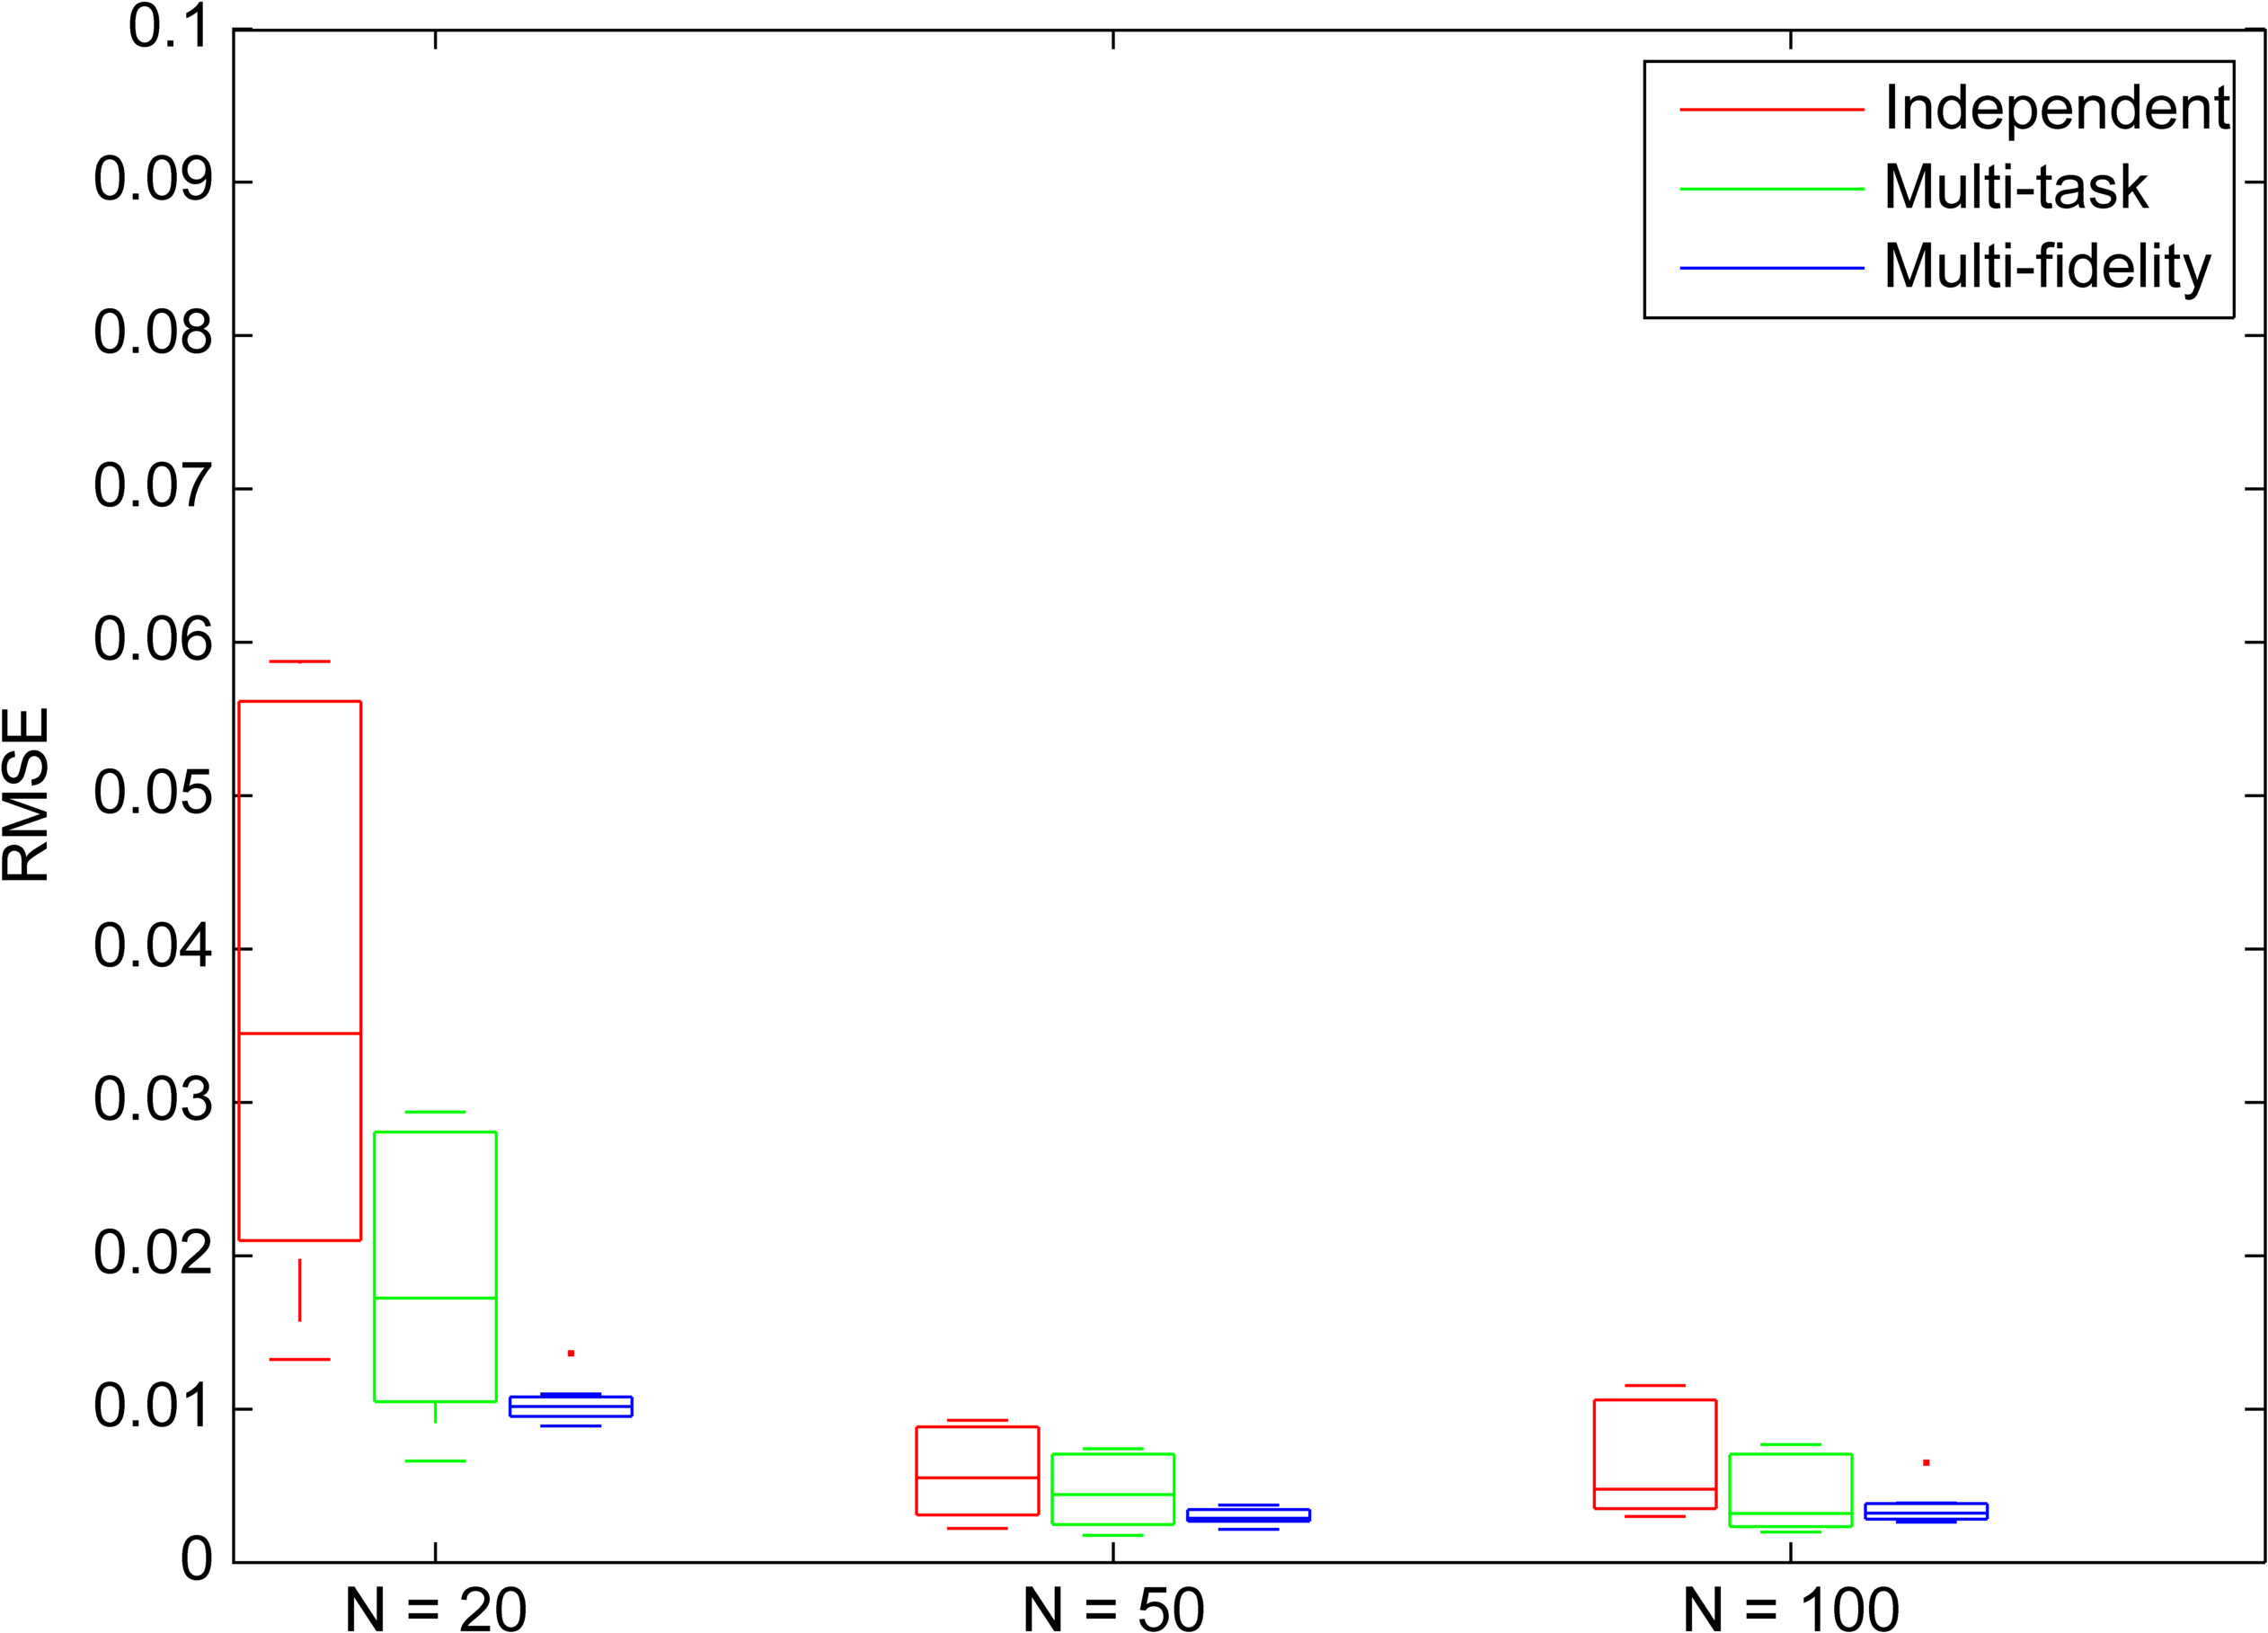 0.1
0.09
0.08
0.07
0.06
0.05
0.04
0.03
0.02
0.01
0
RMSE
Independent
Multi-task
Multi-fidelity
N = 20
N = 50
N = 100